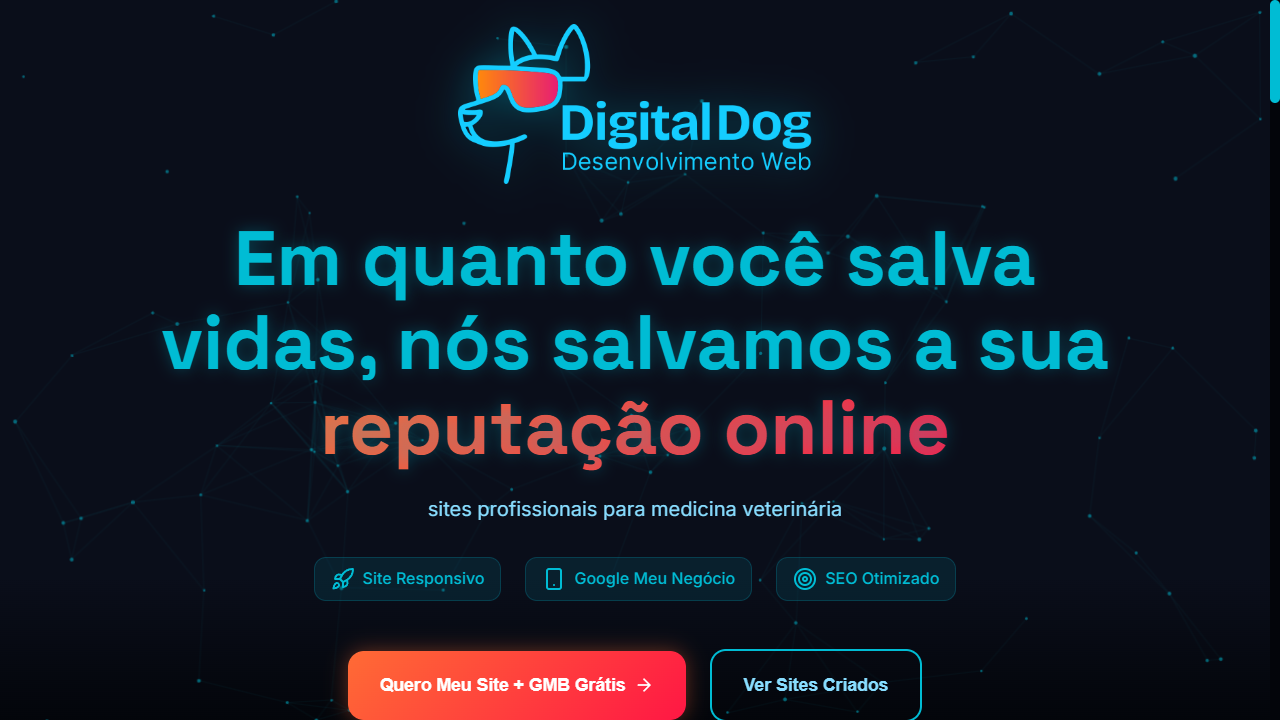 DigitalDog
Desenvolvimento Web
Em quanto você salva
vidas, nós salvamos a sua
reputação online
sites profissionais para medicina veterinária
Site Responsivo
Google Meu Negócio
SEO Otimizado
Quero Meu Site + GMB Grátis
Ver Sites Criados